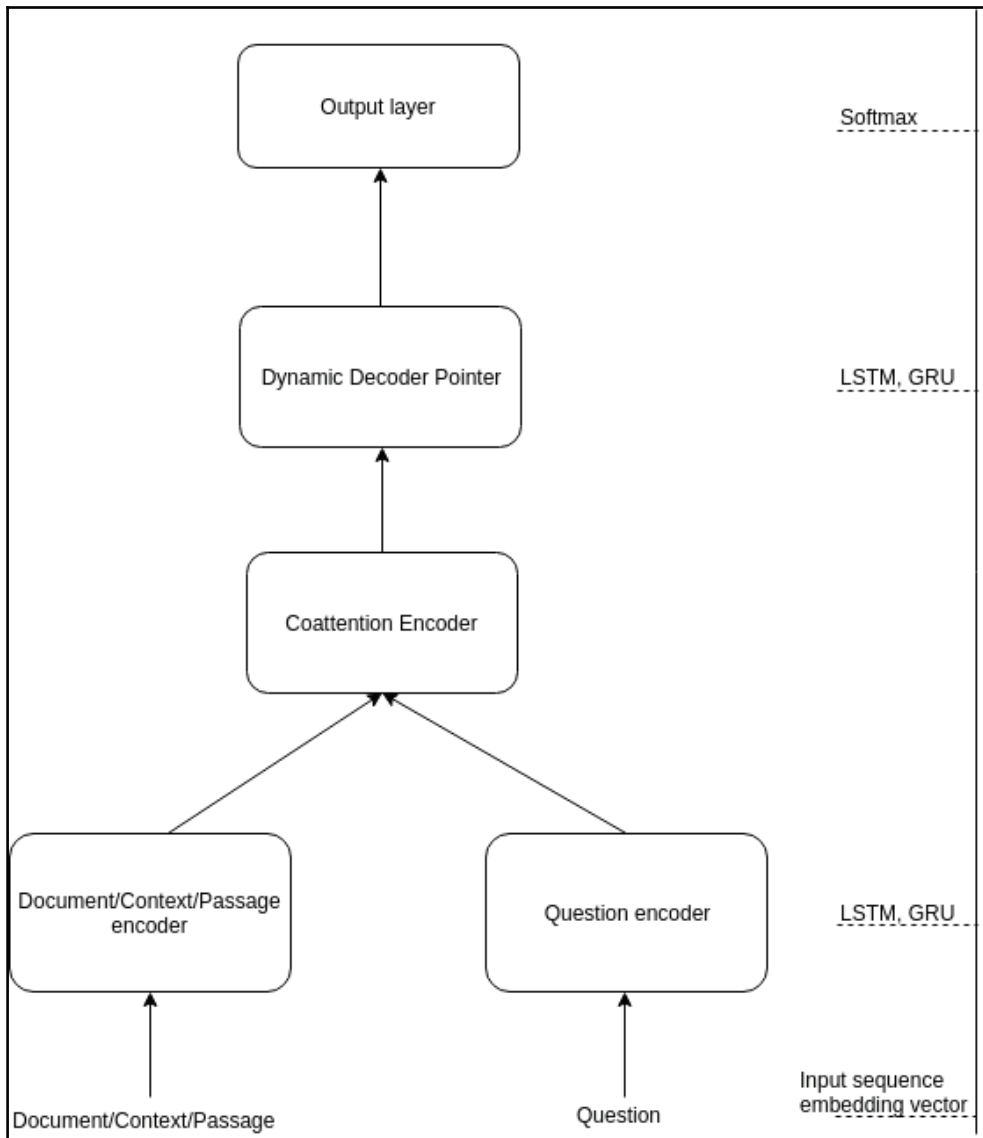 Output layer
Softmax
Dynamic Decoder Pointer
LSTM, GRU
Coattention Encoder
Document/Context/Passage
encoder
Question encoder
LSTM, GRU
Document/Context/Passage
Question
Input sequence
embedding vector